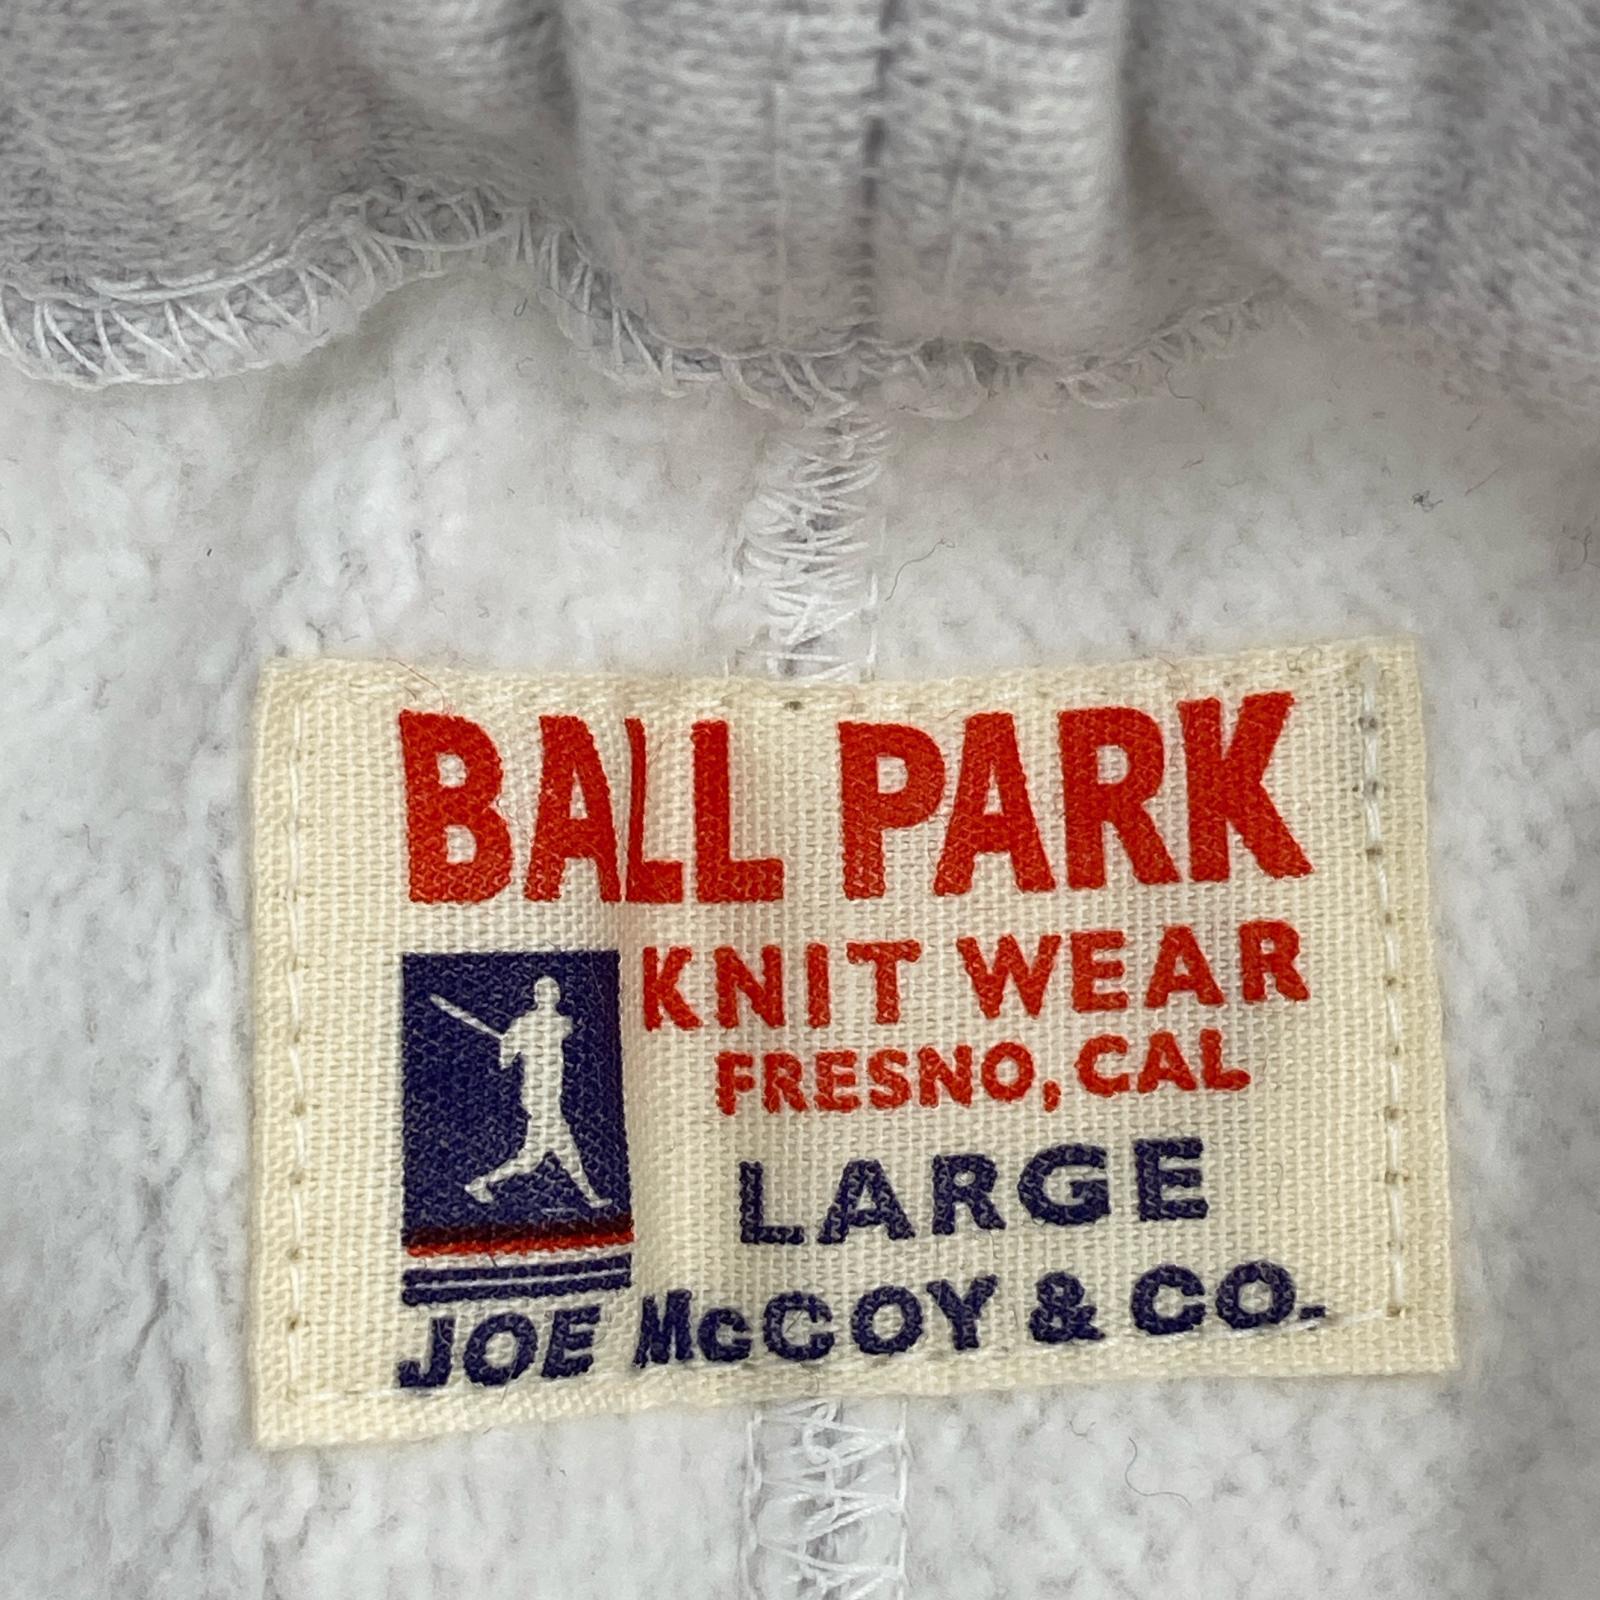 BALL PARK
KNIT WEAR
FRESNO, CAL
LARGE
JOE McCOY & CO.